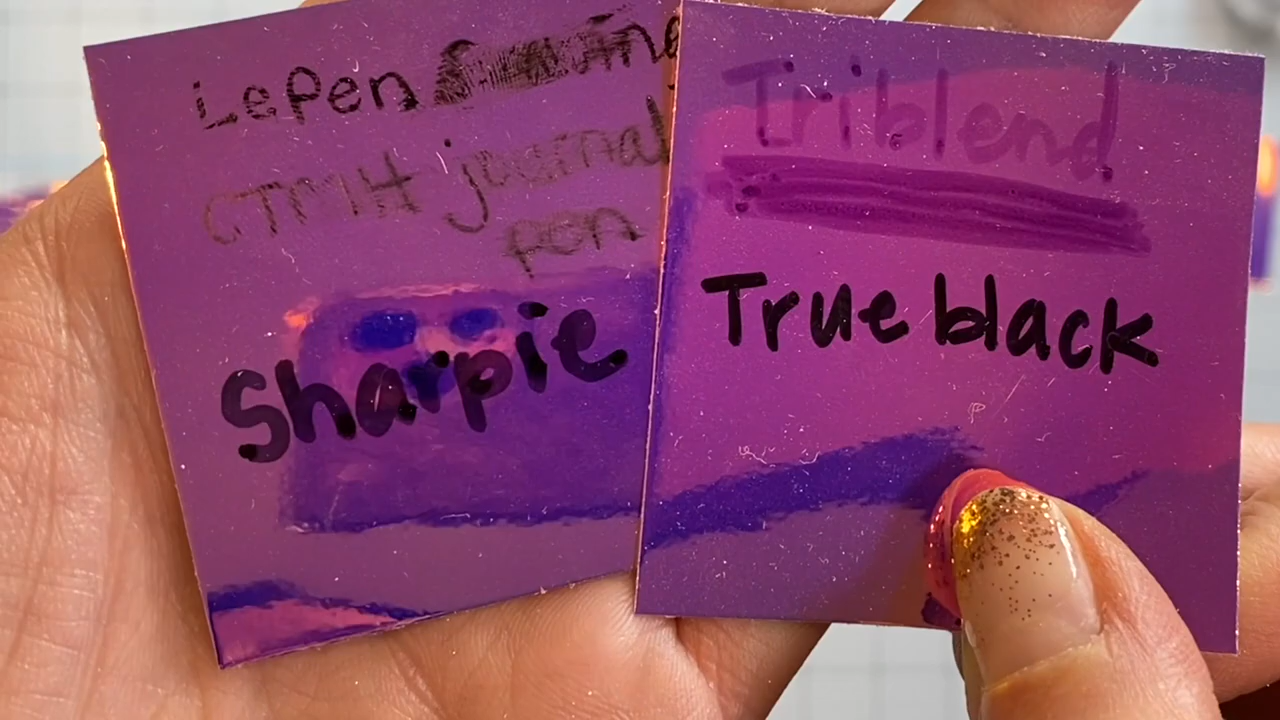 LePen
CTMH journal
pen
Sharpie
Triblend
True black